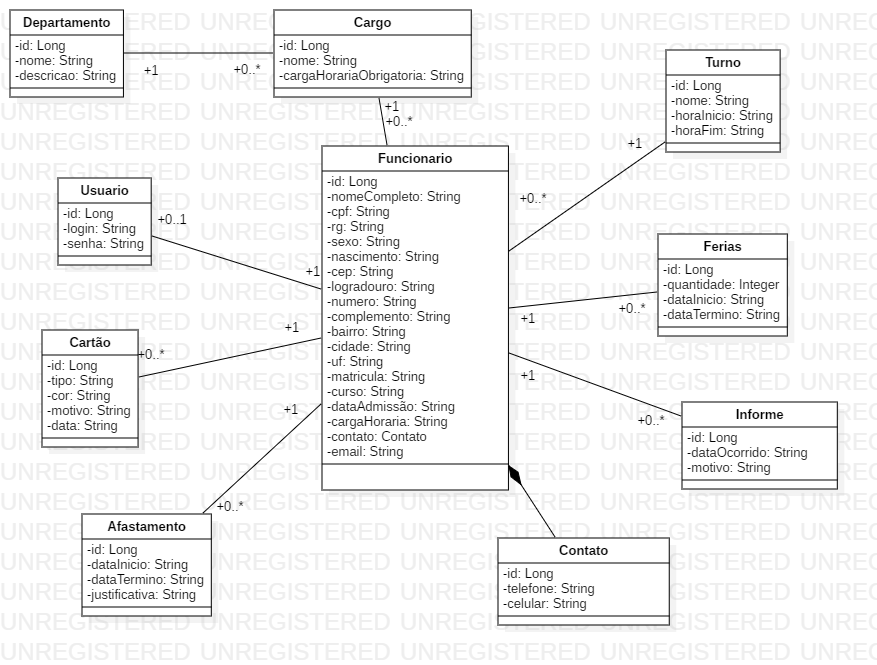 Departamento
-id: Long
-nome: String
-descricao: String
+1
+0..*
Cargo
-id: Long
-nome: String
-cargaHorariaObrigatoria: String
+1
+0..*
Turno
-id: Long
-nome: String
-horaInicio: String
-horaFim: String
+1
+0..*
Funcionario
-id: Long
-nomeCompleto: String
-cpf: String
-rg: String
-sexo: String
-nascimento: String
-cep: String
-logradouro: String
-numero: String
-complemento: String
-bairro: String
-cidade: String
-uf: String
-matricula: String
-curso: String
-dataAdmissão: String
-cargaHoraria: String
-contato: Contato
-email: String
Usuario
-id: Long
-login: String
-senha: String
+0..1
+1
Ferias
-id: Long
-quantidade: Integer
-dataInicio: String
-dataTermino: String
+1
+0..*
Cartão
-id: Long
-tipo: String
-cor: String
-motivo: String
-data: String
+0..*
+1
Informe
-id: Long
-dataOcorrido: String
-motivo: String
+1
+0..*
Afastamento
-id: Long
-dataInicio: String
-dataTermino: String
-justificativa: String
+1
+0..*
Contato
-id: Long
-telefone: String
-celular: String
UNREGISTERED